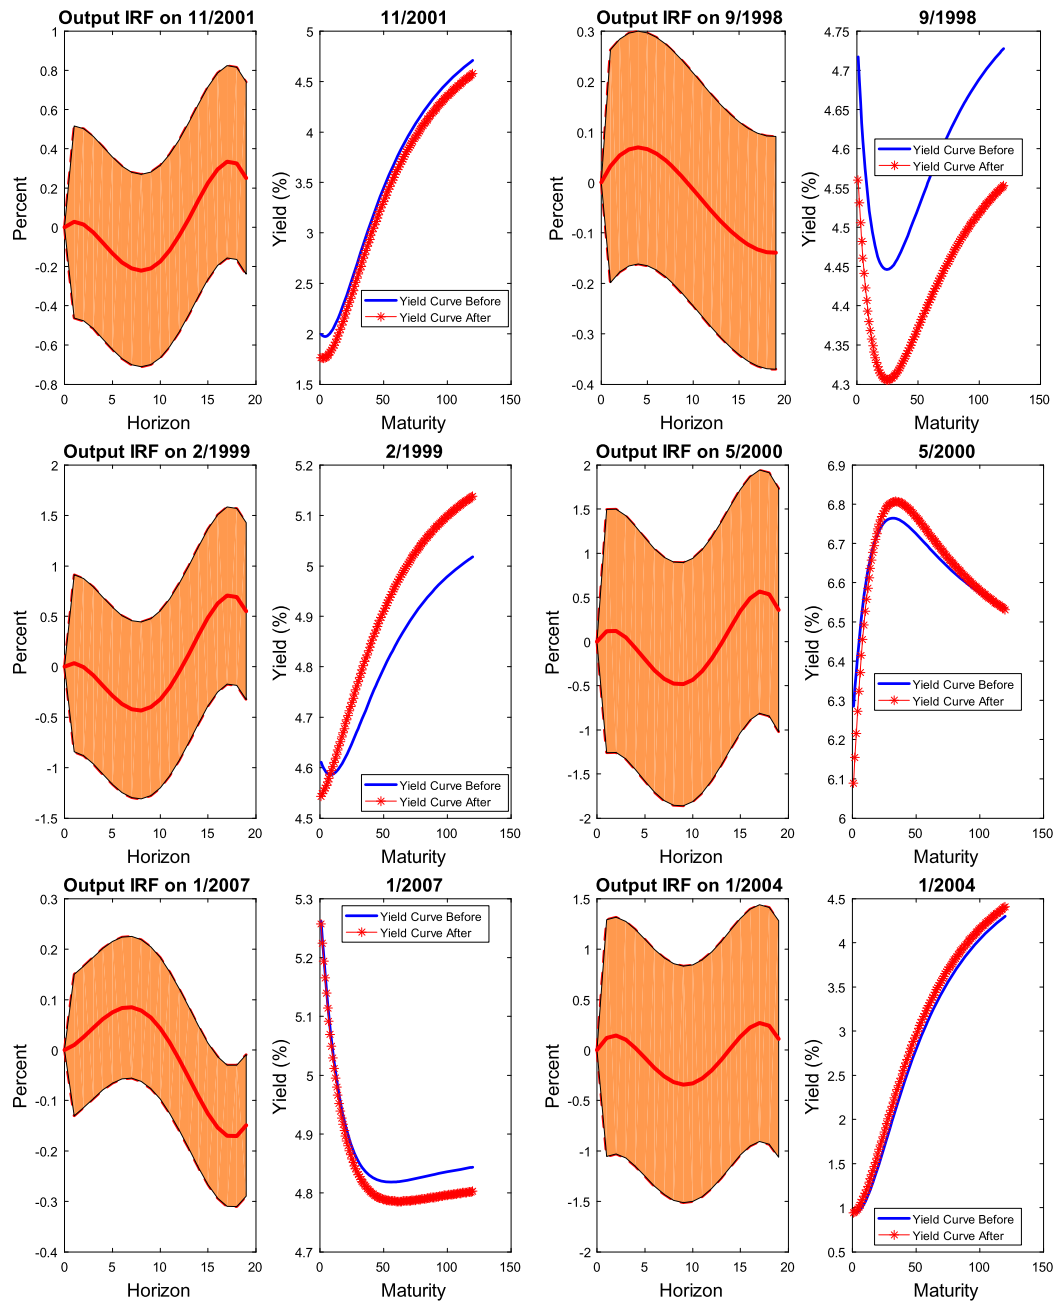 Output IRF on 11/2001
1
0.8
0.6
0.4
0.2
0
-0.2
-0.4
-0.6
-0.8
Percent
0 5 10 15 20
Horizon
11/2001
5
4.5
4
3.5
3
2.5
2
1.5
Yield (%)
Yield Curve Before
Yield Curve After
0 50 100 150
Maturity
Output IRF on 9/1998
0.3
0.2
0.1
0
-0.1
-0.2
-0.3
-0.4
Percent
0 5 10 15 20
Horizon
9/1998
4.75
4.7
4.65
4.6
4.55
4.5
4.45
4.4
4.35
4.3
Yield (%)
Yield Curve Before
Yield Curve After
0 50 100 150
Maturity
Output IRF on 2/1999
2
1.5
1
0.5
0
-0.5
-1
-1.5
Percent
0 5 10 15 20
Horizon
2/1999
5.2
5.1
5
4.9
4.8
4.7
4.6
4.5
Yield (%)
Yield Curve Before
Yield Curve After
0 50 100 150
Maturity
Output IRF on 5/2000
2
1.5
1
0.5
0
-0.5
-1
-1.5
-2
Percent
0 5 10 15 20
Horizon
5/2000
6.9
6.8
6.7
6.6
6.5
6.4
6.3
6.2
6.1
6
Yield (%)
Yield Curve Before
Yield Curve After
0 50 100 150
Maturity
Output IRF on 1/2007
0.3
0.2
0.1
0
-0.1
-0.2
-0.3
-0.4
Percent
0 5 10 15 20
Horizon
1/2007
5.3
5.2
5.1
5
4.9
4.8
4.7
Yield (%)
Yield Curve Before
Yield Curve After
0 50 100 150
Maturity
Output IRF on 1/2004
1.5
1
0.5
0
-0.5
-1
-1.5
-2
Percent
0 5 10 15 20
Horizon
1/2004
4.5
4
3.5
3
2.5
2
1.5
1
0.5
Yield (%)
Yield Curve Before
Yield Curve After
0 50 100 150
Maturity